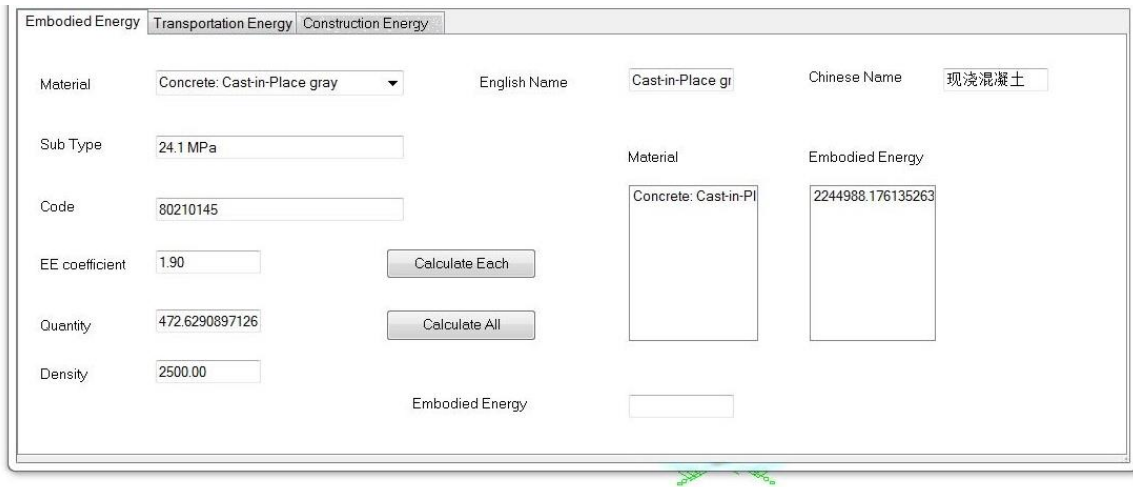 Embodied Energy Transportation Energy Construction Energy
Material Concrete: Cast-in-Place gray English Name Cast-in-Place gr Chinese Name 现浇混凝土
Sub Type 24.1 MPa
Material Embodied Energy
Code 80210145
Concrete: Cast-in-Pl 2244988.176135263
EE coefficient 1.90 Calculate Each
Quantity 472.6290897126 Calculate All
Density 2500.00
Embodied Energy